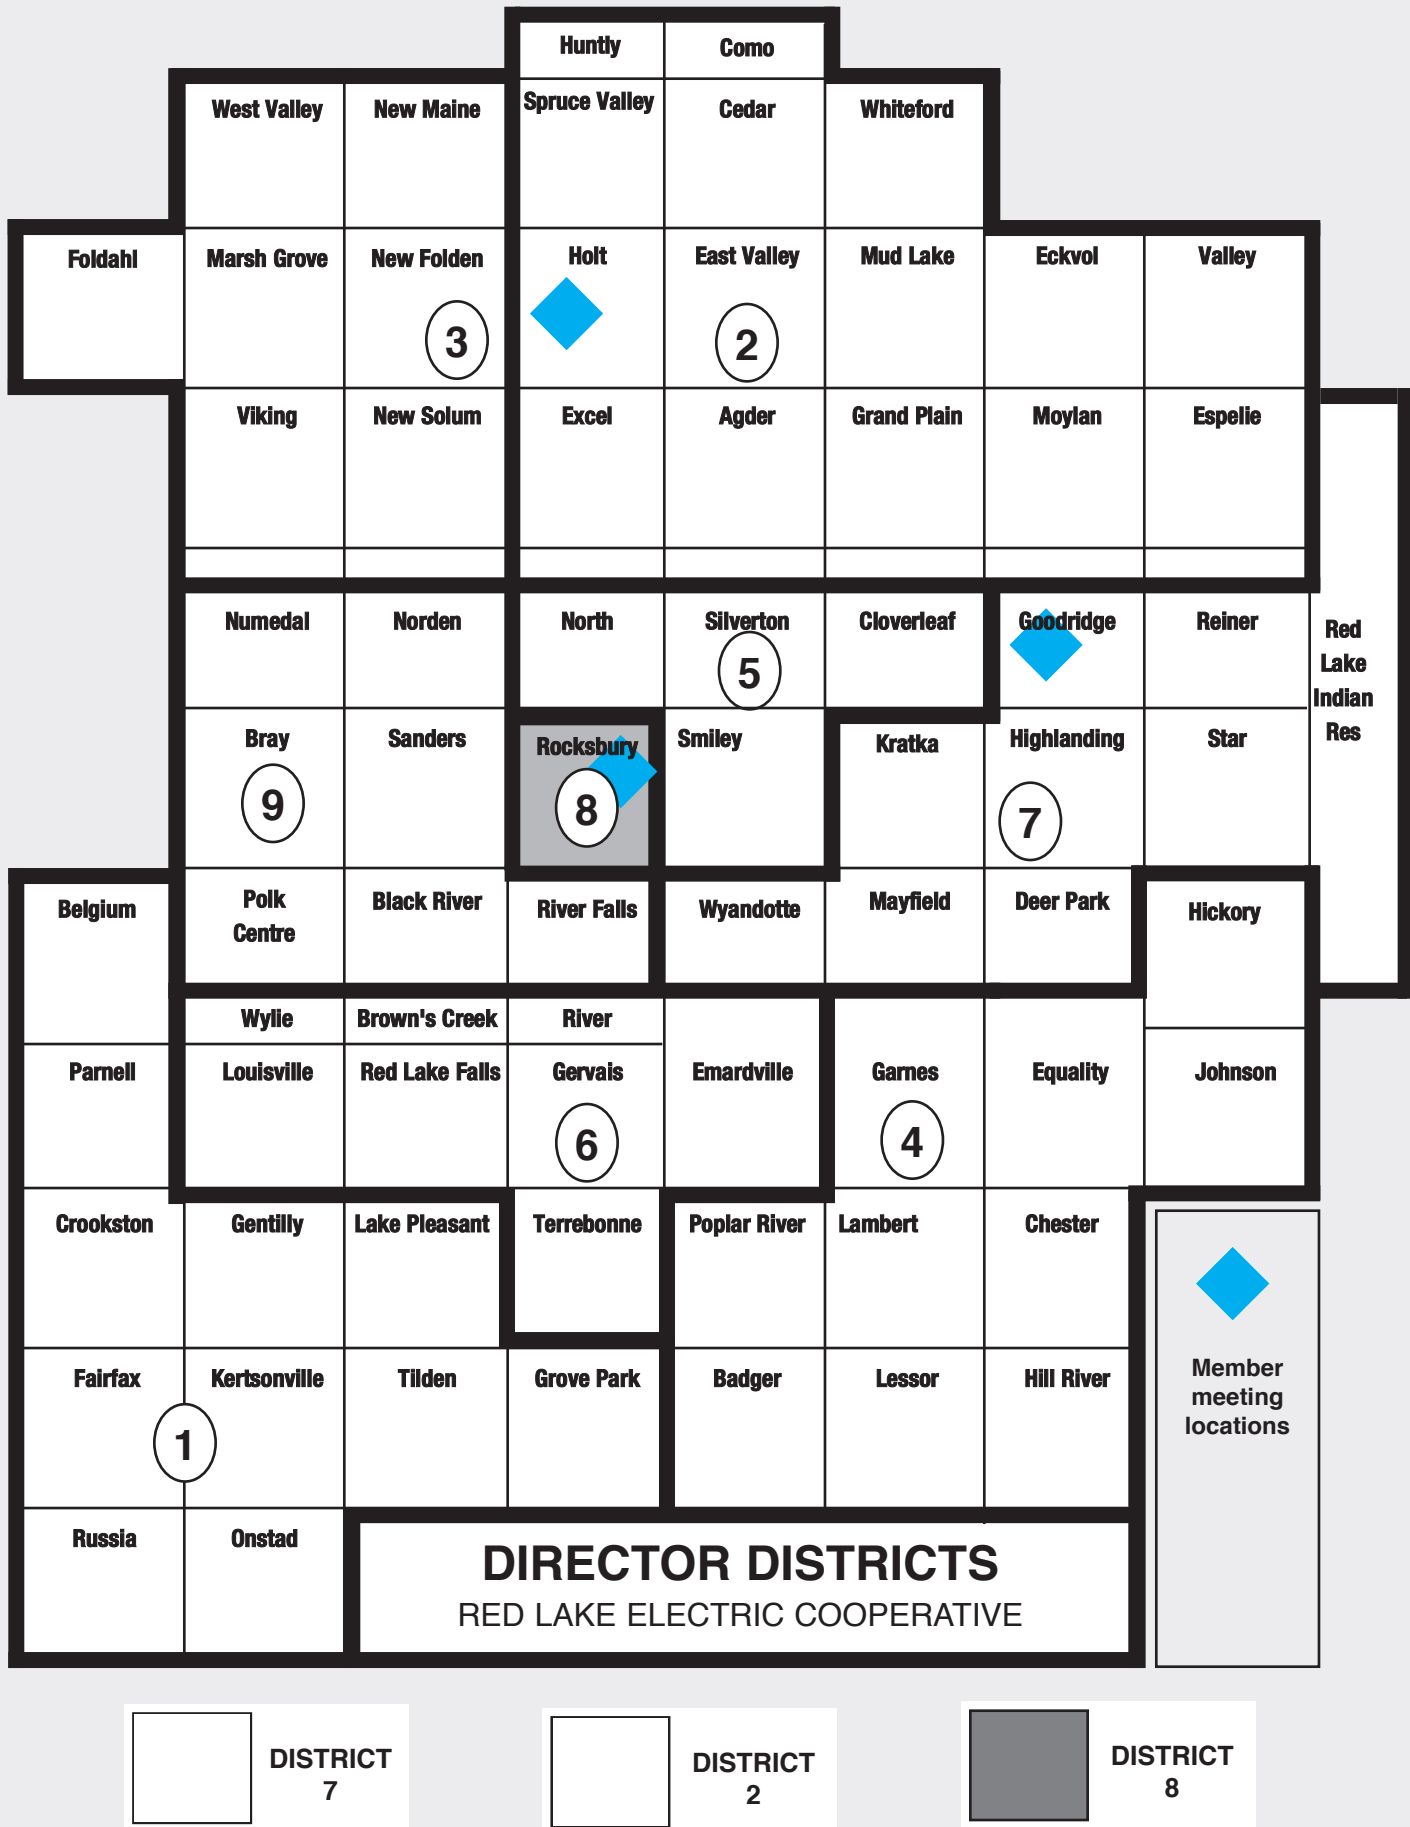 Huntly Como
West Valley New Maine Spruce Valley Cedar Whiteford
Foldahl Marsh Grove New Folden Holt East Valley Mud Lake Eckvol Valley
3 2
Viking New Solum Excel Agder Grand Plain Moylan Espelie
Numedal Norden North Silverton Cloverleaf Goodridge Reiner
5
Red
Lake
Indian
Res
Bray Sanders Rocksbury Smiley Kratka Highlanding Star
9 8 7
Belgium Polk
Centre Black River River Falls Wyandotte Mayfield Deer Park Hickory
Wylie Brown's Creek River
Parnell Louisville Red Lake Falls Gervais Emardville Garnes Equality Johnson
6 4
Crookston Gentilly Lake Pleasant Terrebonne Poplar River Lambert Chester
Fairfax Kertsonville Tilden Grove Park Badger Lessor Hill River
1
Member
meeting
locations
Russia Onstad
DIRECTOR DISTRICTS
RED LAKE ELECTRIC COOPERATIVE
DISTRICT
7
DISTRICT
2
DISTRICT
8